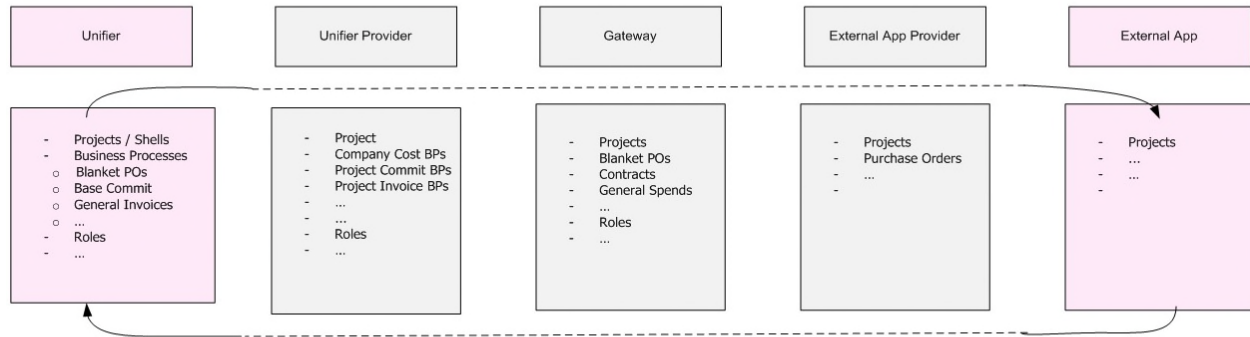 Unifier
Unifier Provider
Gateway
External App Provider
External App
- Projects / Shells
- Business Processes
o Blanket POs
o Base Commit
o General Invoices
o ...
- Roles
- ...
- Project
- Company Cost BPs
- Project Commit BPs
- Project Invoice BPs
- ...
- ...
- Roles
- ...
- Projects
- Blanket POs
- Contracts
- General Spends
- ...
- Roles
- ...
- Projects
- Purchase Orders
- ...
-
- Projects
- ...
- ...
-